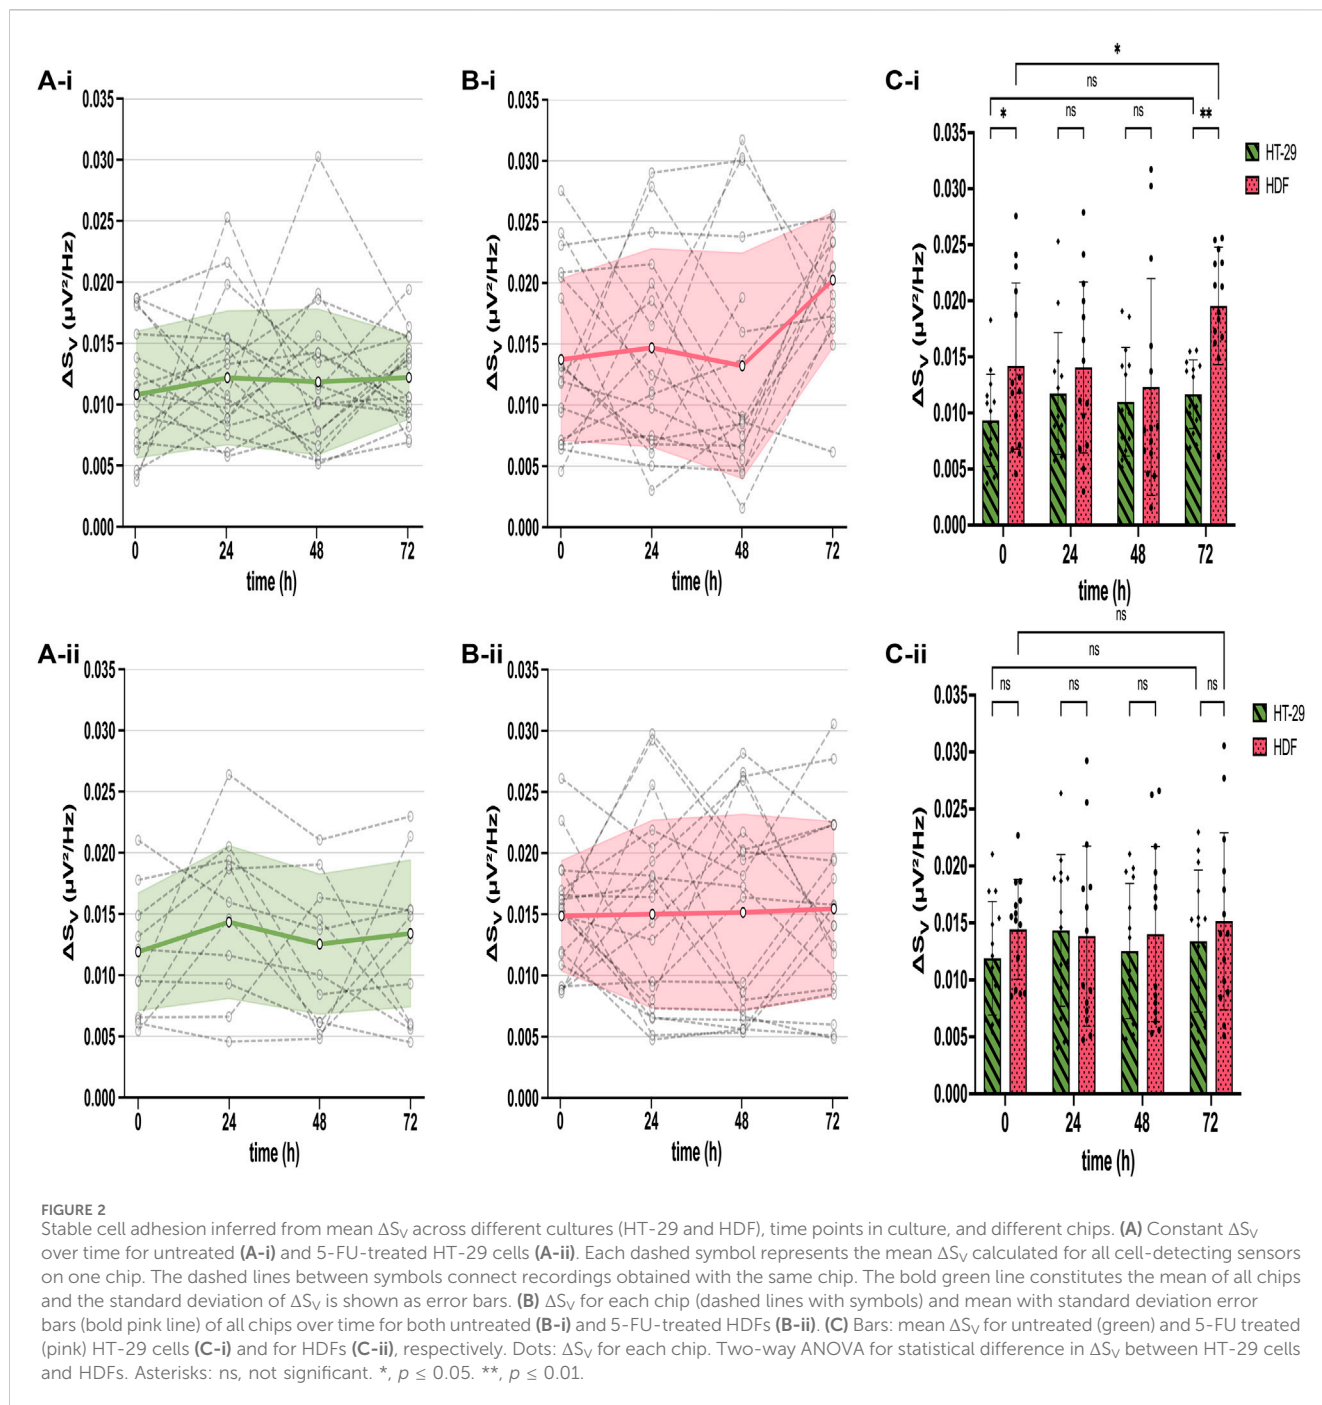 A-i
0.035
0.030
0.025
0.020
0.015
0.010
0.005
0.000
ΔSV (µV²/Hz)
0 24 48 72
time (h)
B-i
0.035
0.030
0.025
0.020
0.015
0.010
0.005
0.000
ΔSV (µV²/Hz)
0 24 48 72
time (h)
C-i
*
ns
* ns ns **
0.035
0.030
0.025
0.020
0.015
0.010
0.005
0.000
ΔSV (µV²/Hz)
0 24 48 72
time (h)
HT-29
HDF
A-ii
0.035
0.030
0.025
0.020
0.015
0.010
0.005
0.000
ΔSV (µV²/Hz)
0 24 48 72
time (h)
B-ii
0.035
0.030
0.025
0.020
0.015
0.010
0.005
0.000
ΔSV (µV²/Hz)
0 24 48 72
time (h)
C-ii
ns
ns
ns ns ns ns
0.035
0.030
0.025
0.020
0.015
0.010
0.005
0.000
ΔSV (µV²/Hz)
0 24 48 72
time (h)
HT-29
HDF
FIGURE 2
Stable cell adhesion inferred from mean ΔSV across different cultures (HT-29 and HDF), time points in culture, and different chips. (A) Constant ΔSV
over time for untreated (A-i) and 5-FU-treated HT-29 cells (A-ii). Each dashed symbol represents the mean ΔSV calculated for all cell-detecting sensors
on one chip. The dashed lines between symbols connect recordings obtained with the same chip. The bold green line constitutes the mean of all chips
and the standard deviation of ΔSV is shown as error bars. (B) ΔSV for each chip (dashed lines with symbols) and mean with standard deviation error
bars (bold pink line) of all chips over time for both untreated (B-i) and 5-FU-treated HDFs (B-ii). (C) Bars: mean ΔSV for untreated (green) and 5-FU treated
(pink) HT-29 cells (C-i) and for HDFs (C-ii), respectively. Dots: ΔSV for each chip. Two-way ANOVA for statistical difference in ΔSV between HT-29 cells
and HDFs. Asterisks: ns, not significant. *, p ≤ 0.05. **, p ≤ 0.01.